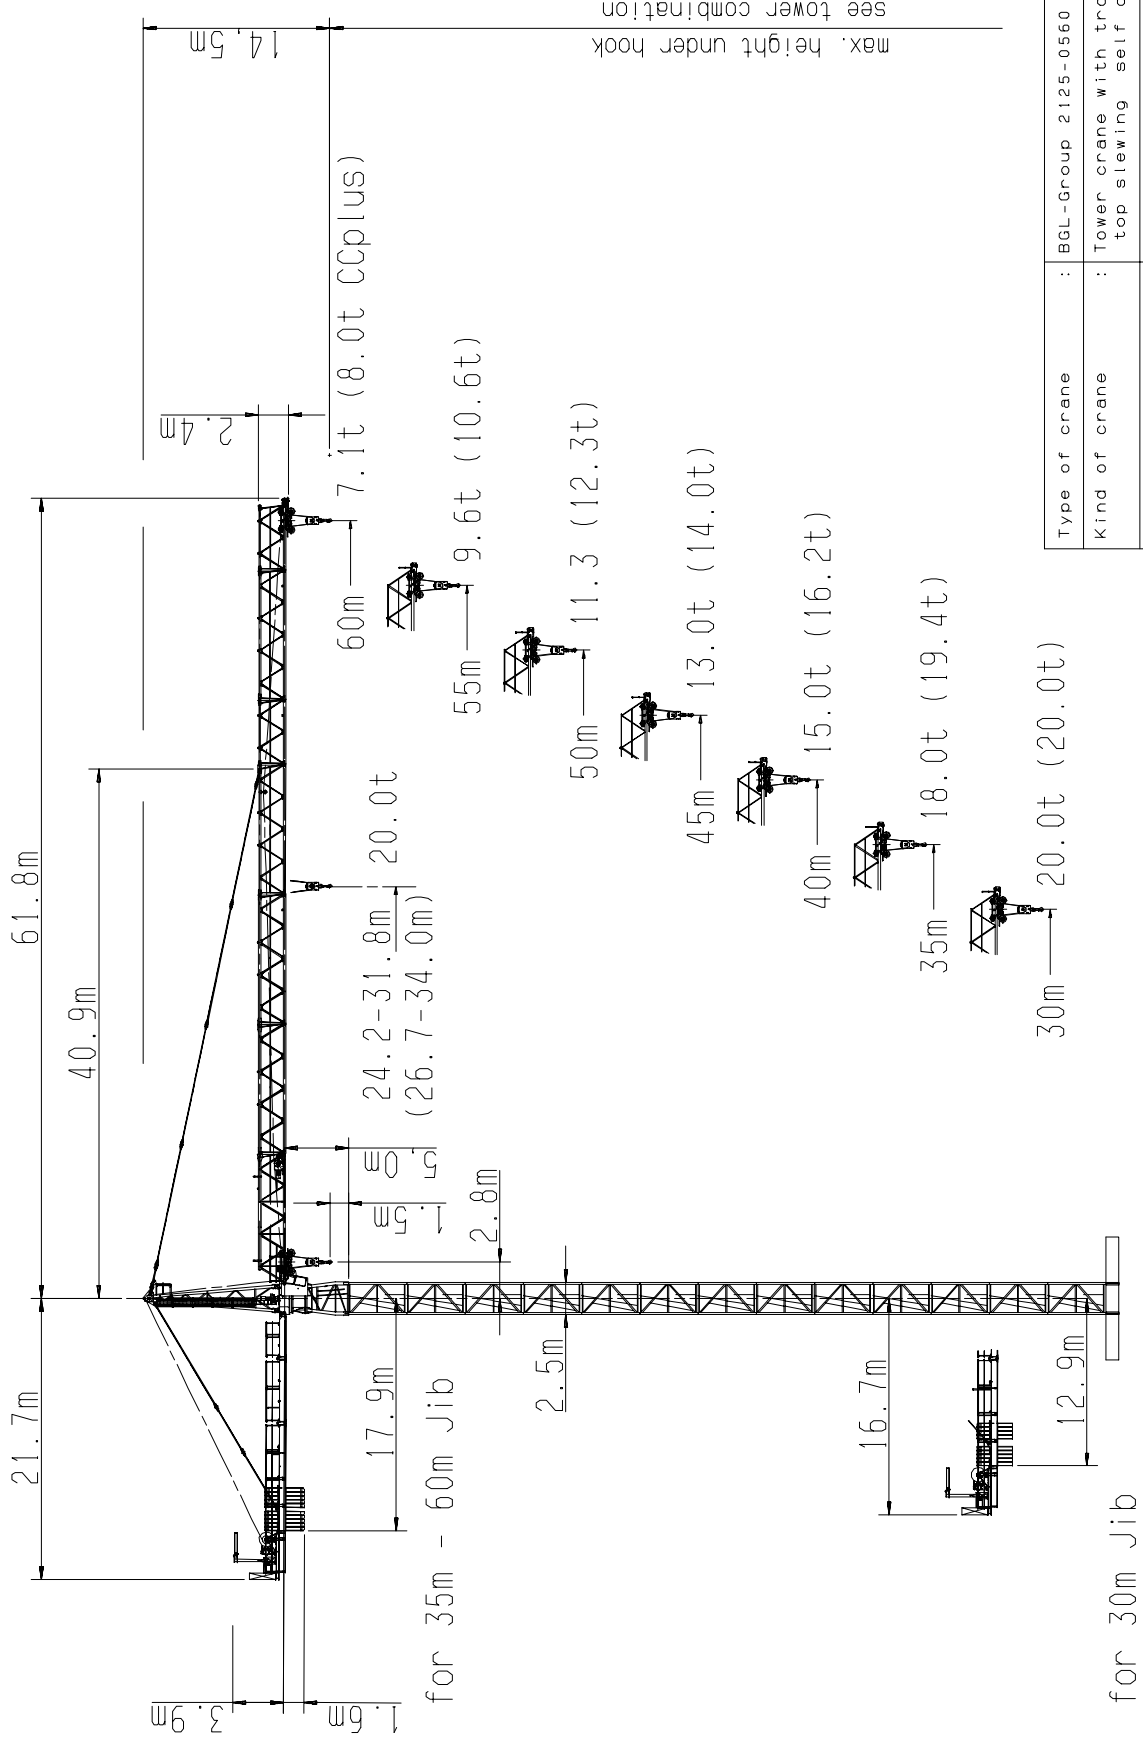 21.7m
61.8m
40.9m
14,5m
max. height under hook
see tower combination
3.9m
1.6m
2.4m
60m
7.1t (8.0t CCplus)
24.2-31.8m
(26.7-34.0m)
20.0t
5,0m
1.5m
2.8m
17.9m
for 35m - 60m Jib
55m
9.6t (10.6t)
50m
11.3 (12.3t)
2.5m
45m
13.0t (14.0t)
40m
15.0t (16.2t)
35m
18.0t (19.4t)
16.7m
30m
20.0t (20.0t)
12.9m
for 30m Jib
Type of crane : BGL-Group 2125-0560
Kind of crane : Tower crane with
top slewing self